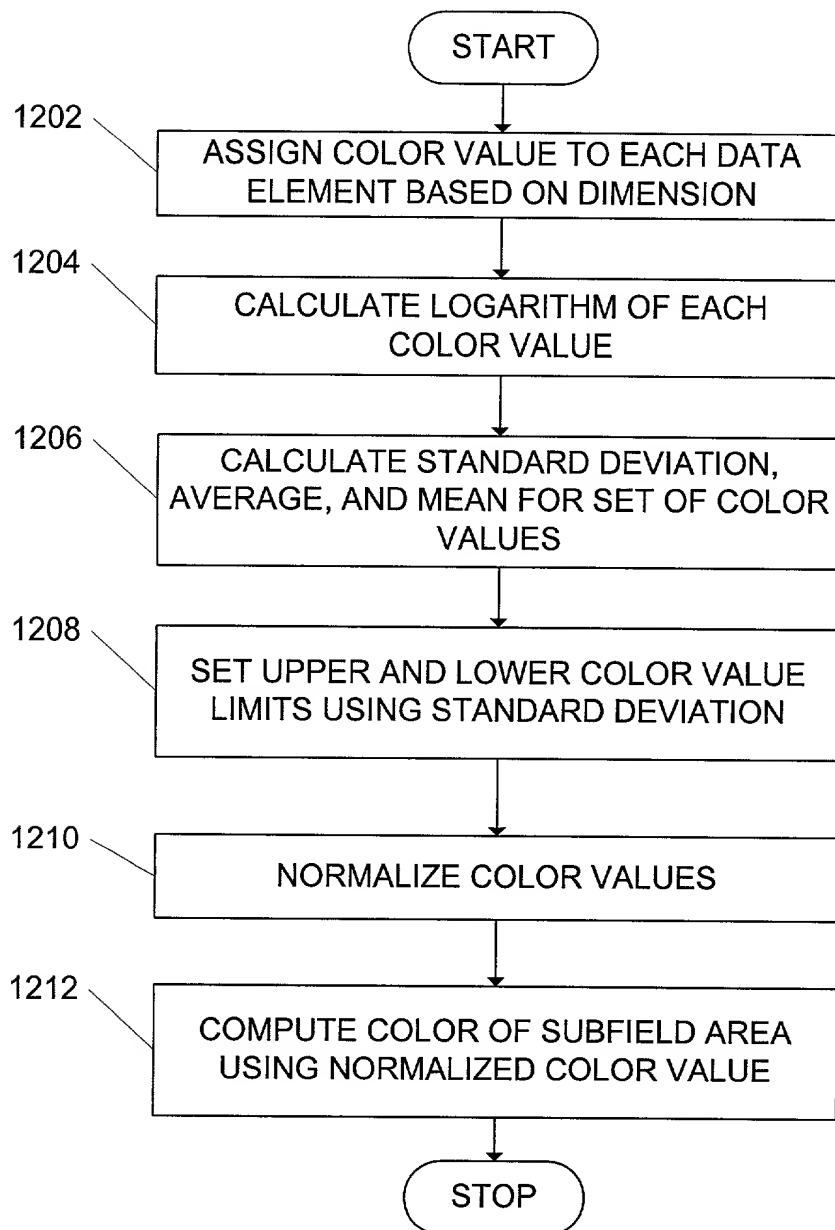 START
1202
ASSIGN COLOR VALUE TO EACH DATA
ELEMENT BASED ON DIMENSION
1204
CALCULATE LOGARITHM OF EACH
COLOR VALUE
1206
CALCULATE STANDARD DEVIATION,
AVERAGE, AND MEAN FOR SET OF COLOR
VALUES
1208
SET UPPER AND LOWER COLOR VALUE
LIMITS USING STANDARD DEVIATION
1210
NORMALIZE COLOR VALUES
1212
COMPUTE COLOR OF SUBFIELD AREA
USING NORMALIZED COLOR VALUE
STOP